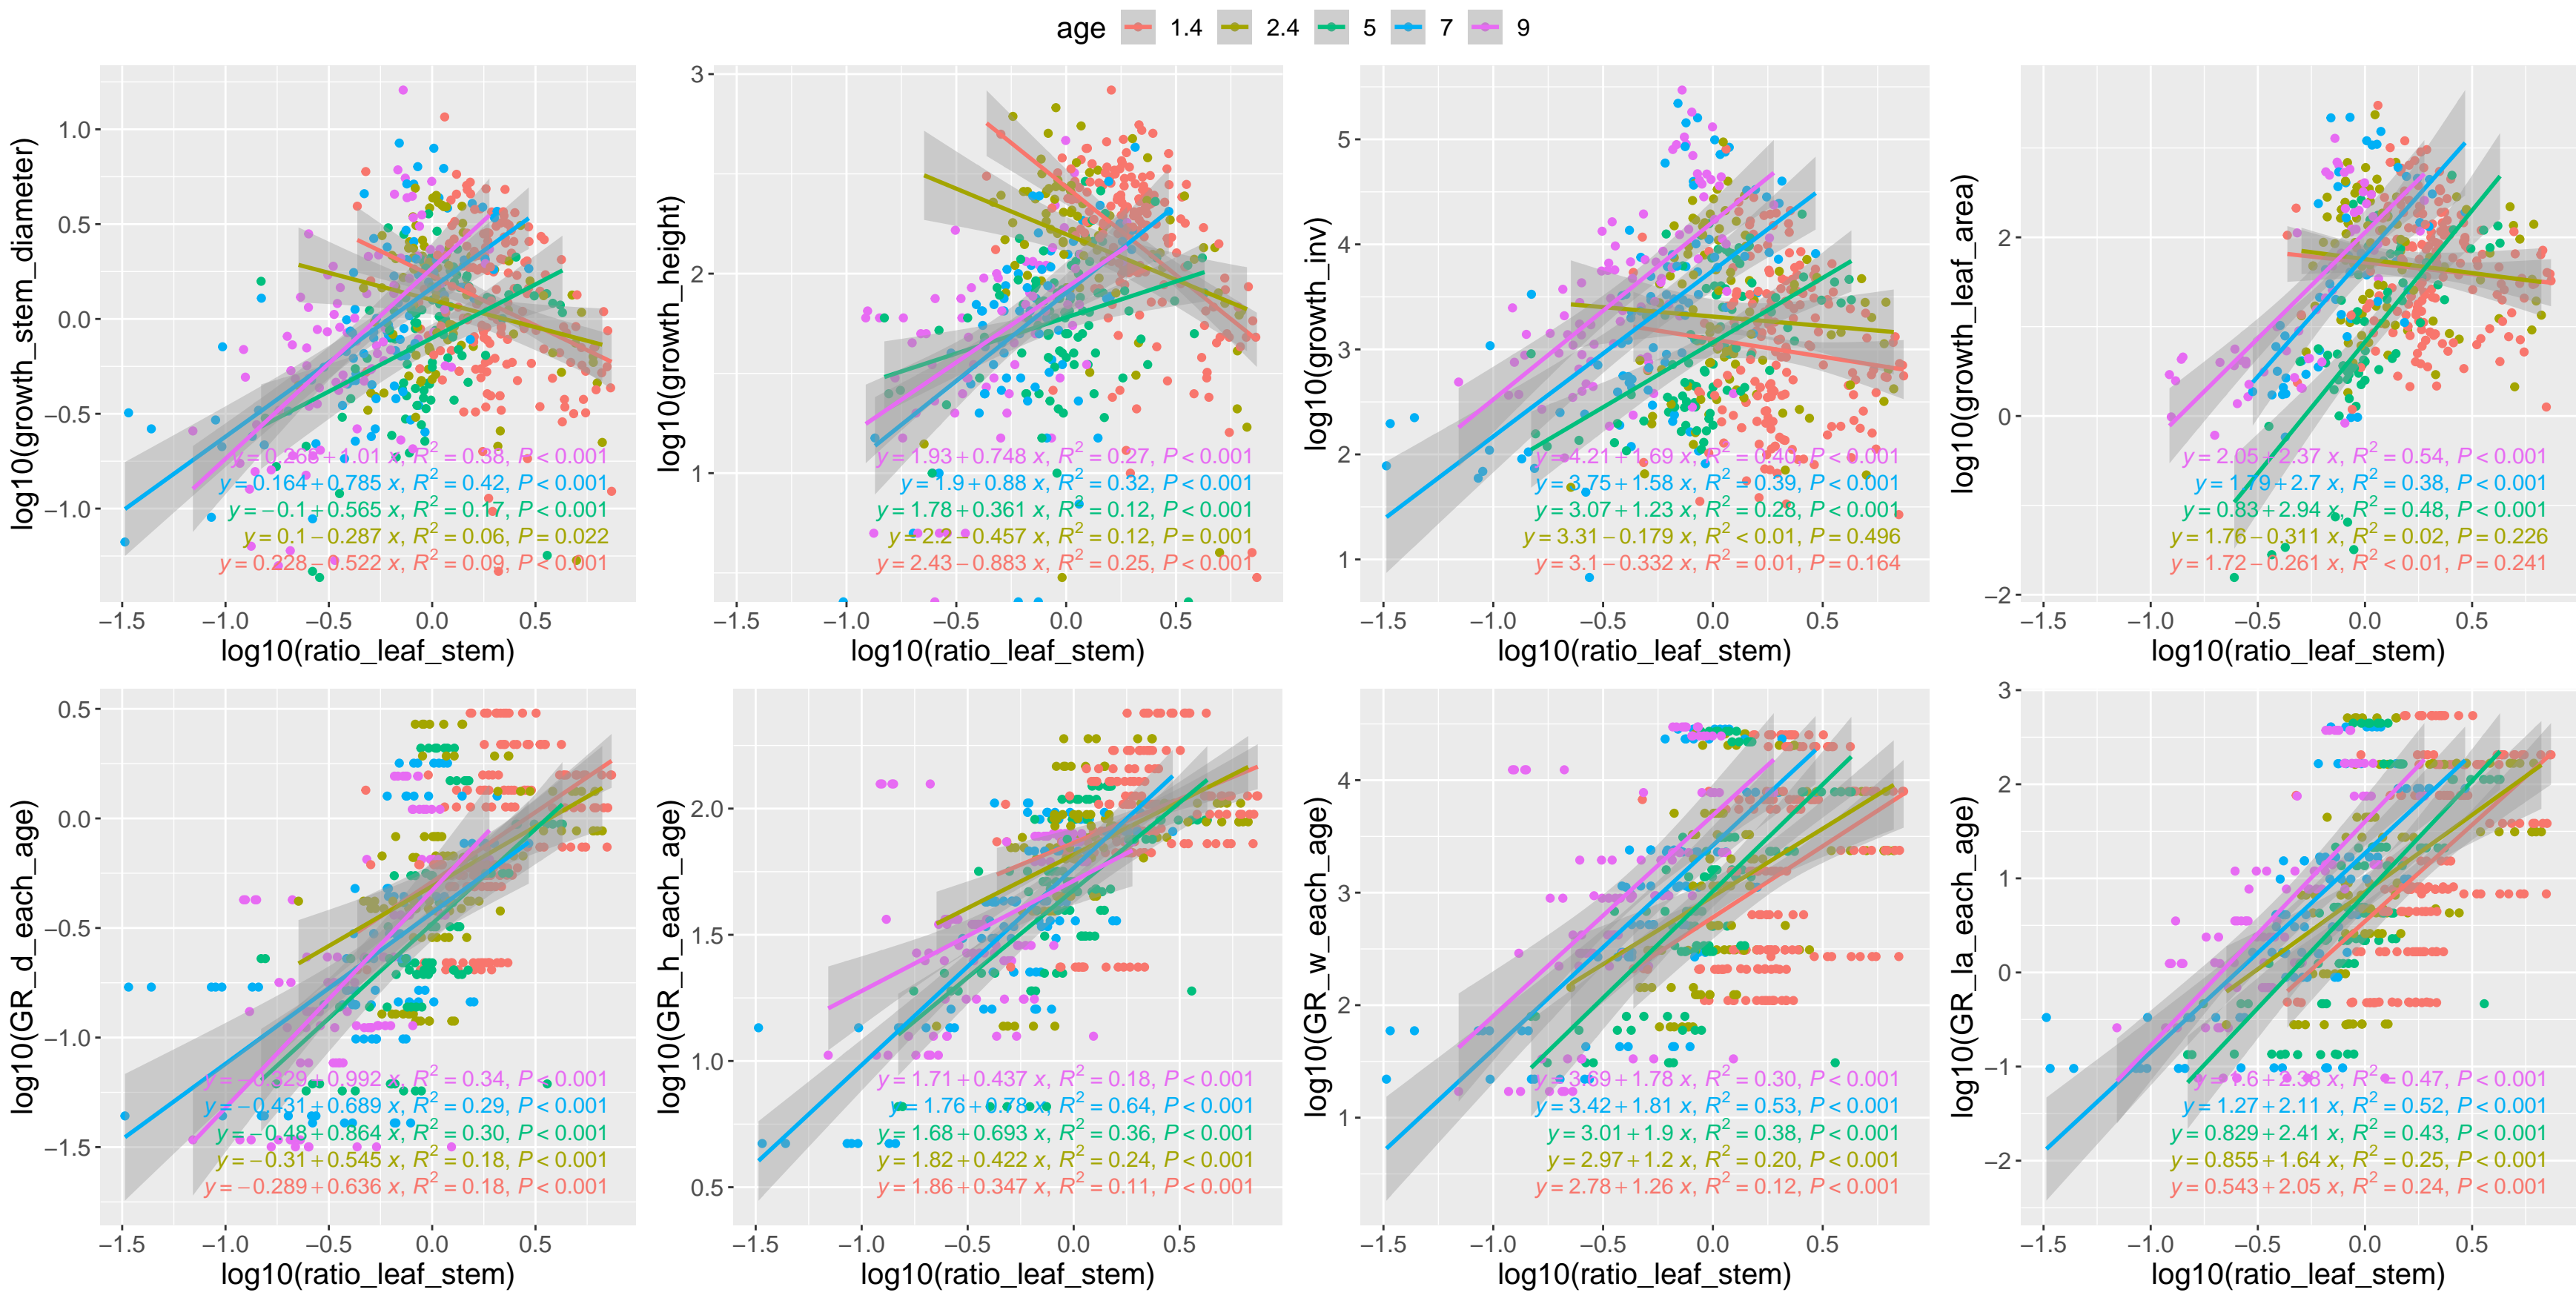 age 1.4 2.4 5 7 9
log10(growth_stem_diameter)
1.0
0.5
0.0
−0.5
−1.0
y = 0.268 + 1.01 x, R² = 0.38, P < 0.001
y = 0.164 + 0.785 x, R² = 0.42, P < 0.001
y = −0.1 + 0.565 x, R² = 0.17, P < 0.001
y = 0.1 − 0.287 x, R² = 0.06, P = 0.022
y = 0.228 − 0.522 x, R² = 0.09, P < 0.001
−1.5 −1.0 −0.5 0.0 0.5
log10(ratio_leaf_stem)
log10(growth_height)
3
2
1
y = 1.93 + 0.748 x, R² = 0.27, P < 0.001
y = 1.9 + 0.88 x, R² = 0.32, P < 0.001
y = 1.78 + 0.361 x, R² = 0.12, P < 0.001
y = 2.2 − 0.457 x, R² = 0.12, P = 0.001
y = 2.43 − 0.883 x, R² = 0.25, P < 0.001
−1.5 −1.0 −0.5 0.0 0.5
log10(ratio_leaf_stem)
log10(growth_inv)
5
4
3
2
1
y = 4.21 + 1.69 x, R² = 0.40, P < 0.001
y = 3.75 + 1.58 x, R² = 0.39, P < 0.001
y = 3.07 + 1.23 x, R² = 0.28, P < 0.001
y = 3.31 − 0.179 x, R² < 0.01, P = 0.496
y = 3.1 − 0.332 x, R² = 0.01, P = 0.164
−1.5 −1.0 −0.5 0.0 0.5
log10(ratio_leaf_stem)
log10(growth_leaf_area)
2
0
−2
y = 2.05 + 2.37 x, R² = 0.54, P < 0.001
y = 1.79 + 2.7 x, R² = 0.38, P < 0.001
y = 0.83 + 2.94 x, R² = 0.48, P < 0.001
y = 1.76 − 0.311 x, R² = 0.02, P = 0.226
y = 1.72 − 0.261 x, R² < 0.01, P = 0.241
−1.5 −1.0 −0.5 0.0 0.5
log10(ratio_leaf_stem)
log10(GR_d_each_age)
0.5
0.0
−0.5
−1.0
−1.5
y = −0.329 + 0.992 x, R² = 0.34, P < 0.001
y = −0.431 + 0.689 x, R² = 0.29, P < 0.001
y = −0.48 + 0.864 x, R² = 0.30, P < 0.001
y = −0.31 + 0.545 x, R² = 0.18, P < 0.001
y = −0.289 + 0.636 x, R² = 0.18, P < 0.001
−1.5 −1.0 −0.5 0.0 0.5
log10(ratio_leaf_stem)
log10(GR_h_each_age)
2.0
1.5
1.0
0.5
y = 1.71 + 0.437 x, R² = 0.18, P < 0.001
y = 1.76 + 0.78 x, R² = 0.64, P < 0.001
y = 1.68 + 0.693 x, R² = 0.36, P < 0.001
y = 1.82 + 0.422 x, R² = 0.24, P < 0.001
y = 1.86 + 0.347 x, R² = 0.11, P < 0.001
−1.5 −1.0 −0.5 0.0 0.5
log10(ratio_leaf_stem)
log10(GR_w_each_age)
4
3
2
1
y = 3.69 + 1.78 x, R² = 0.30, P < 0.001
y = 3.42 + 1.81 x, R² = 0.53, P < 0.001
y = 3.01 + 1.9 x, R² = 0.38, P < 0.001
y = 2.97 + 1.2 x, R² = 0.20, P < 0.001
y = 2.78 + 1.26 x, R² = 0.12, P < 0.001
−1.5 −1.0 −0.5 0.0 0.5
log10(ratio_leaf_stem)
log10(GR_la_each_age)
3
2
1
0
−1
−2
y = 1.6 + 2.38 x, R² = 0.47, P < 0.001
y = 1.27 + 2.11 x, R² = 0.52, P < 0.001
y = 0.829 + 2.41 x, R² = 0.43, P < 0.001
y = 0.855 + 1.64 x, R² = 0.25, P < 0.001
y = 0.543 + 2.05 x, R² = 0.24, P < 0.001
−1.5 −1.0 −0.5 0.0 0.5
log10(ratio_leaf_stem)